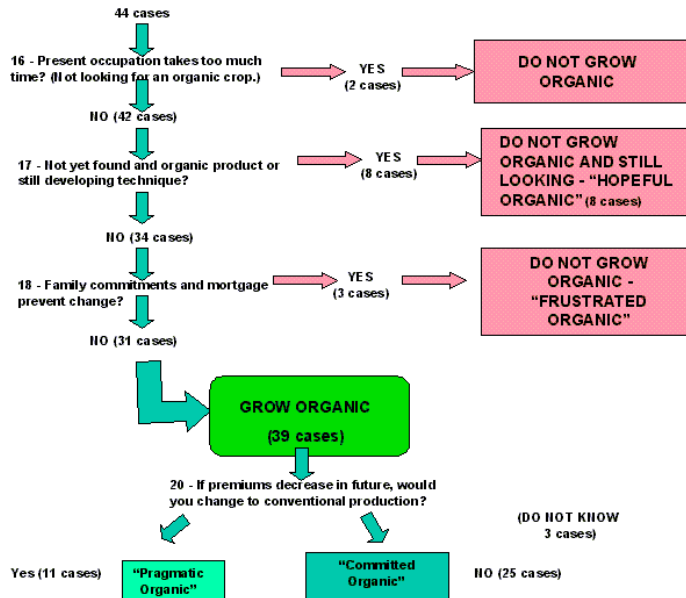 44 cases
16 - Present occupation takes too much
time? (Not looking for an organic crop.)
YES
(2 cases)
DO NOT GROW
ORGANIC
NO (42 cases)
17 - Not yet found and organic product or
still developing technique?
YES
(8 cases)
DO NOT GROW
ORGANIC AND STILL
LOOKING - “HOPEFUL
ORGANIC” (8 cases)
NO (34 cases)
18 - Family commitments and mortgage
prevent change?
YES
(3 cases)
DO NOT GROW
ORGANIC -
“FRUSTRATED
ORGANIC”
NO (31 cases)
GROW ORGANIC
(39 cases)
20 - If premiums decrease in future, would
you change to conventional production?
(DO NOT KNOW
3 cases)
Yes (11 cases)
“Pragmatic
Organic”
“Committed
Organic”
NO (25 cases)